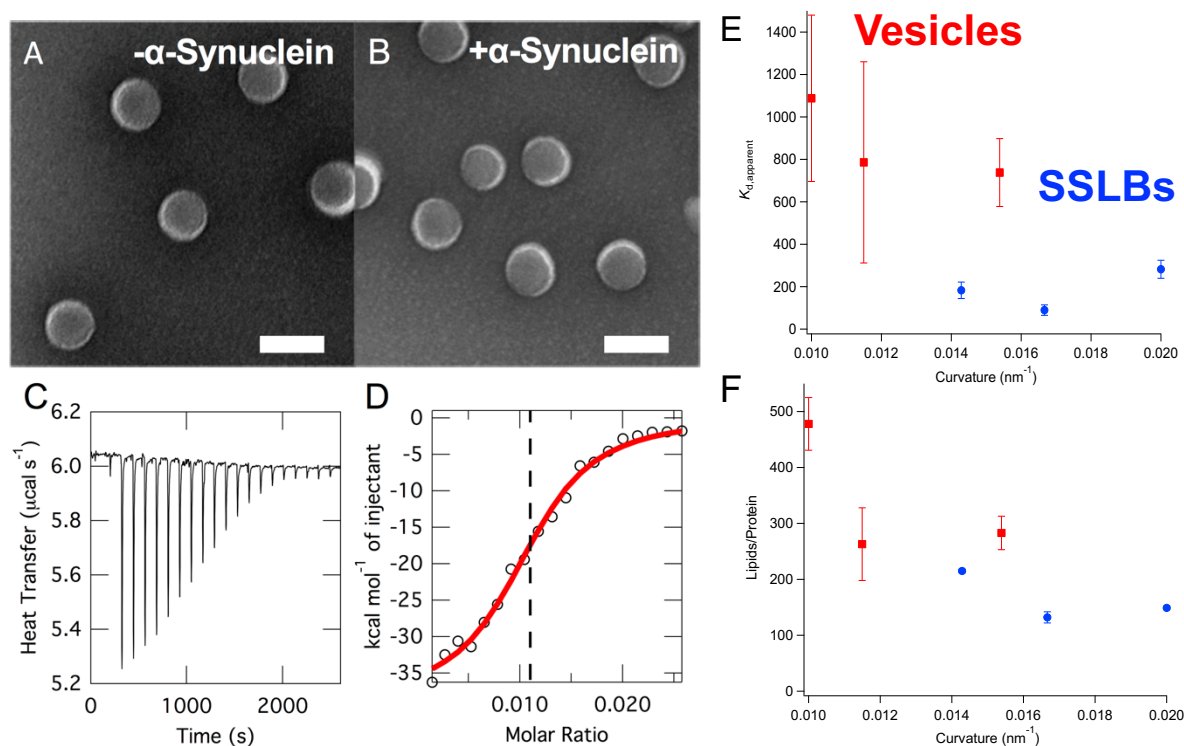 A
-α-Synuclein
B
+α-Synuclein
C
6.2
6.0
5.8
5.6
5.4
5.2
Heat Transfer (μcal s⁻¹)
0
1000
2000
Time (s)
D
0
-5
-10
-15
-20
-25
-30
-35
kcal mol⁻¹ of injectant
0.010
0.020
Molar Ratio
E
Vesicles
SSLBs
1400
1200
1000
800
600
400
200
0
Kd,apparent
0.010
0.012
0.014
0.016
0.018
0.020
Curvature (nm⁻¹)
F
500
400
300
200
100
0
Lipids/Protein
0.010
0.012
0.014
0.016
0.018
0.020
Curvature (nm⁻¹)